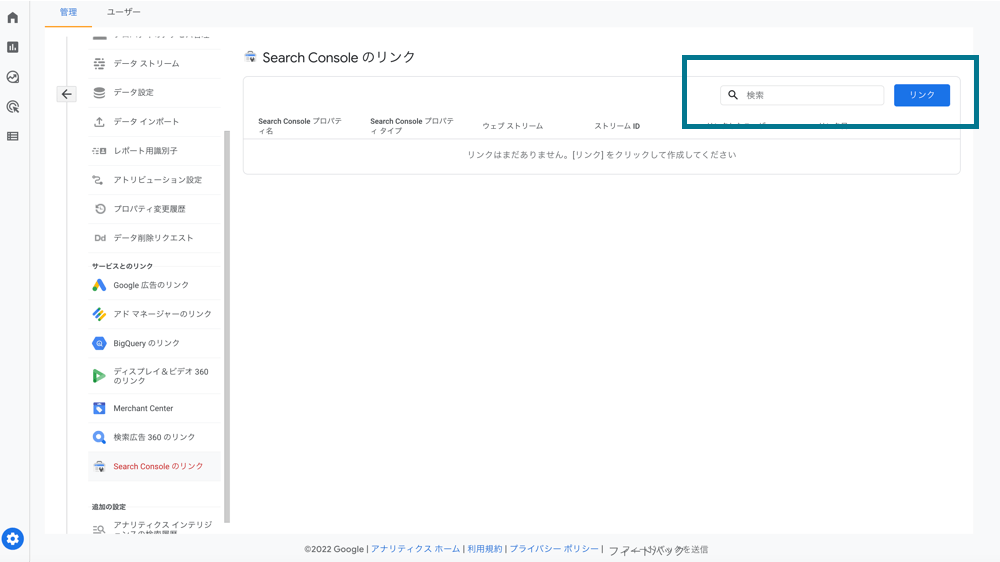 管理 ユーザー
データ ストリーム
データ設定
データ インポート
レポート用識別子
アトリビューション設定
プロパティ変更履歴
Dd データ削除リクエスト
サービスとのリンク
Google 広告のリンク
アド マネージャーのリンク
BigQuery のリンク
ディスプレイ＆ビデオ 360
のリンク
Merchant Center
検索広告 360 のリンク
Search Console のリンク
追加の設定
アナリティクス インテリジ
Search Console のリンク
検索 リンク
Search Console プロパテ
ィ名
Search Console プロパテ
ィ タイプ
ウェブ ストリーム
ストリーム ID
リンクはまだありません。[リンク] をクリックして作成してください
©2022 Google | アナリティクス ホーム | 利用規約 | プライバシー ポリシー | フィードバックを送信